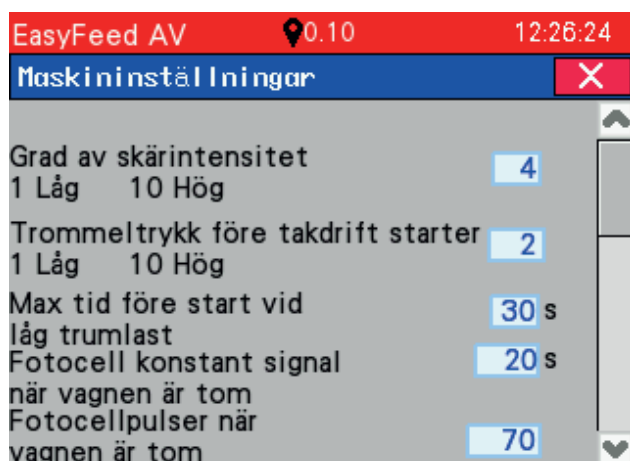 EasyFeed AV 0.10 12:26:24
Maskininställningar
Grad av skärintensitet 4
1 Låg 10 Hög
Trommeltrykk före takdrift starter 2
1 Låg 10 Hög
Max tid före start vid 30 s
låg trumlast
Fotocell konstant signal 20 s
när vagnen är tom
Fotocellpulser när
vagnen är tom 70